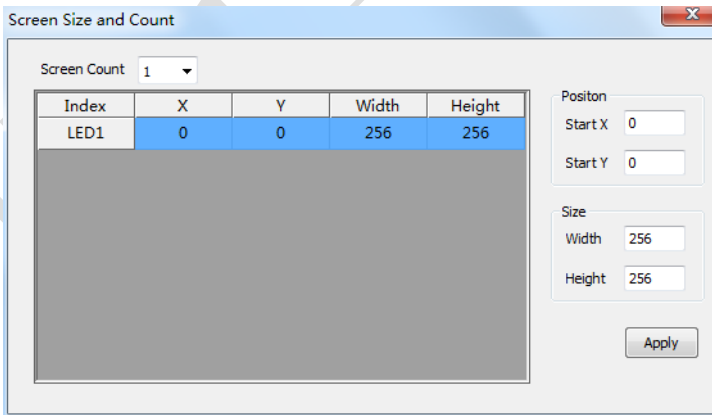 Screen Size and Count
Screen Count 1
Index X Y Width Height
LED1 0 0 256 256
Positon
Start X 0
Start Y 0
Size
Width 256
Height 256
Apply